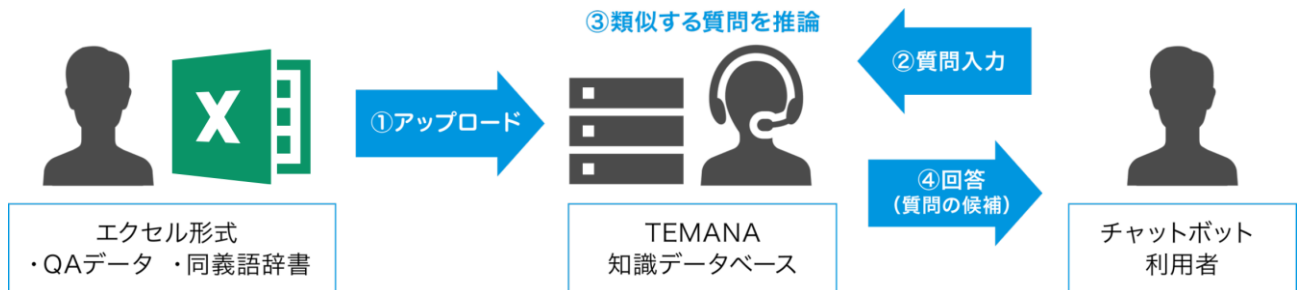 ③類似する質問を推論
②質問入力
X
①アップロード
④回答
（質問の候補）
エクセル形式
・QAデータ ・同義語辞書
TEMANA
知識データベース
チャットボット
利用者